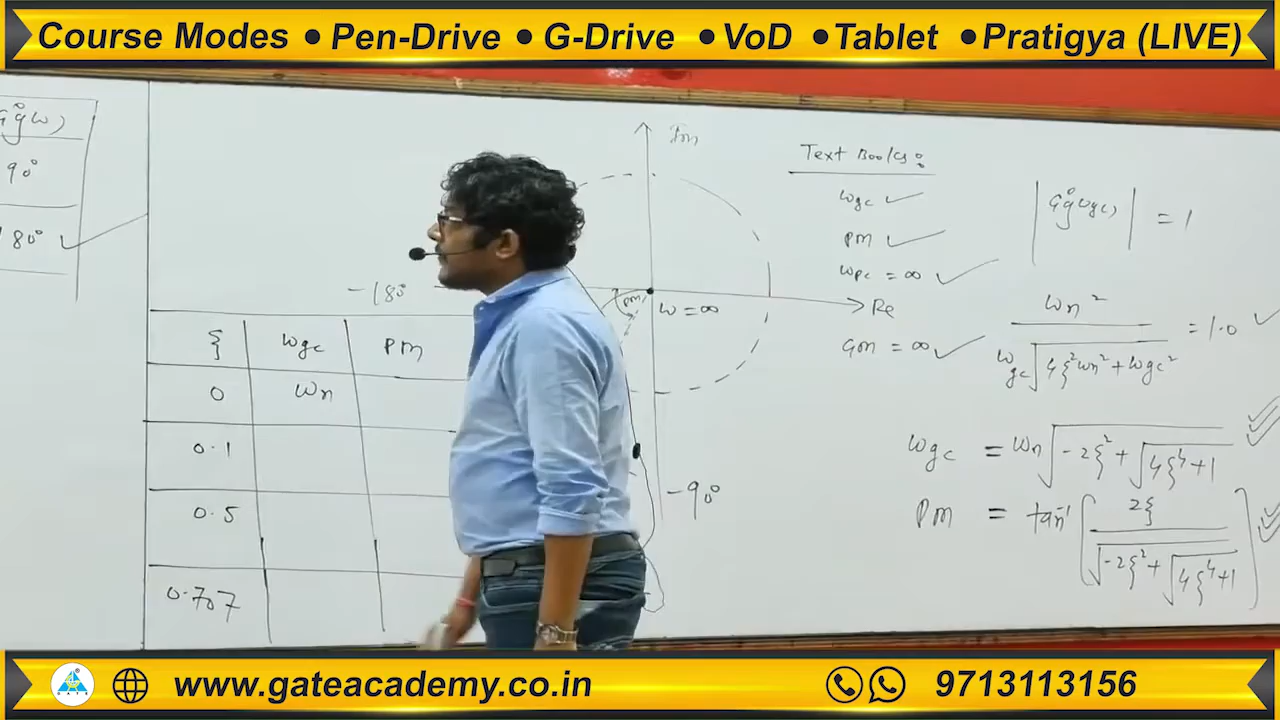 Course Modes • Pen-Drive • G-Drive • VoD • Tablet • Pratigya (LIVE)
G(jω)
90°
180° ✓
-180°
ξ ωgc PM
0 ωn
0.1
0.5
0.707
Im
PM
ω = ∞
Re
-90°
Text Books:
ωgc ✓
PM ✓
ωpc = ∞ ✓
GM = ∞ ✓
|G(jωgc)| = 1
ωn² / ωgc√(4ξ²ωn² + ωgc²) = 1.0 ✓
ωgc = ωn√(-2ξ² + √(4ξ⁴+1))
PM = tan⁻¹[2ξ / √(-2ξ² + √(4ξ⁴+1))]
GATE
www.gateacademy.co.in
9713113156